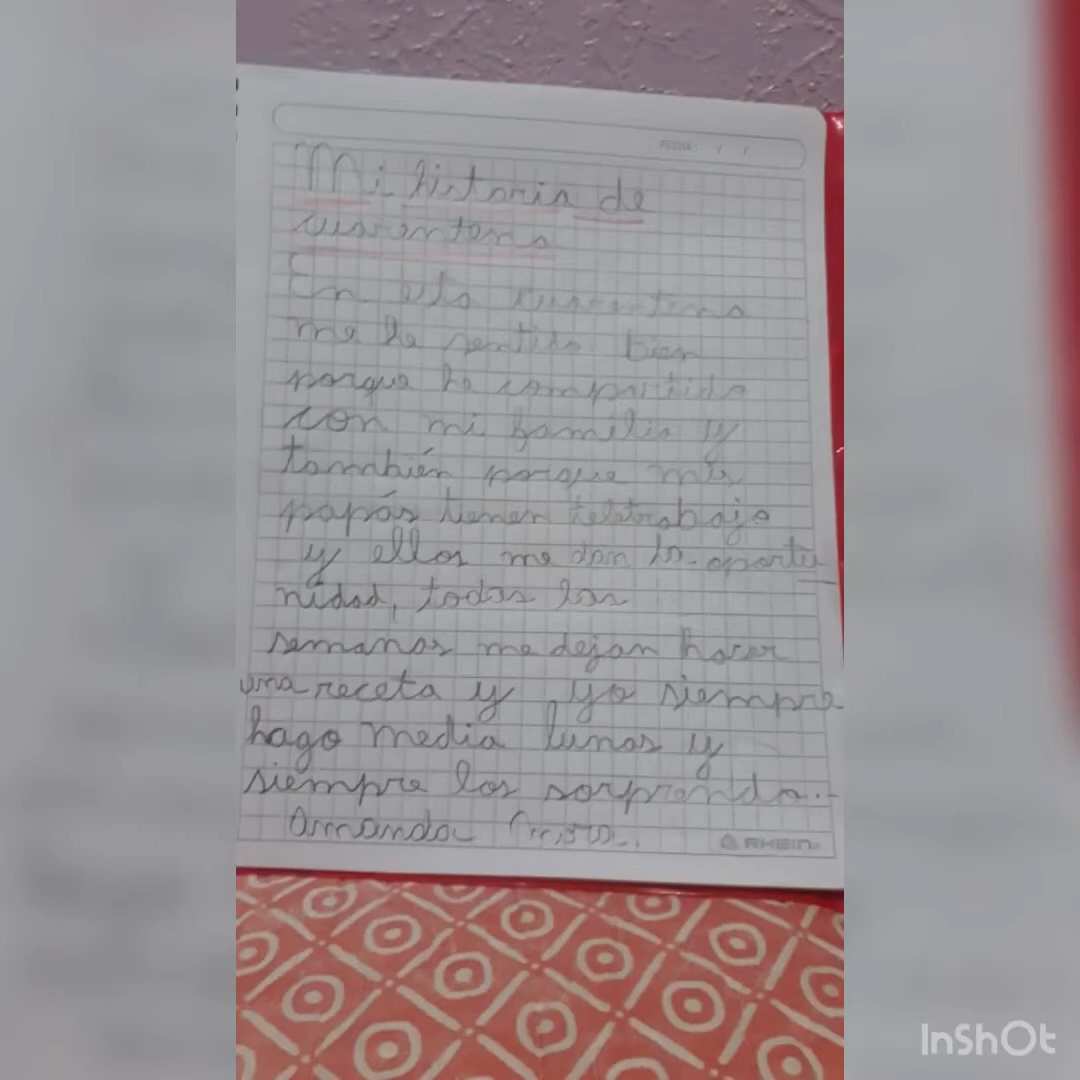 Mi historia de
cuarentena
En esta cuarentena
me he sentido bien
porque he compartido
con mi familia y
también porque mis
papás tienen teletrabajo
y ellos me dan la oportu
nidad, todas las
semanas me dejan hacer
una receta y yo siempre
hago media lunas y
siempre los sorprendo.
Amanda
RHEIN
InShOt